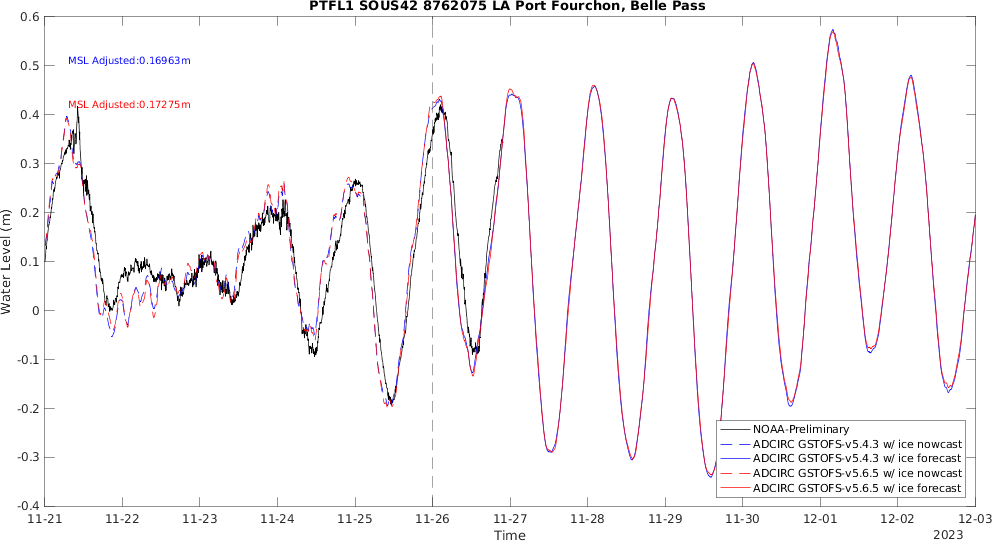 PTFL1 SOUS42 8762075 LA Port Fourchon, Belle Pass
0.6
0.5
0.4
0.3
0.2
0.1
0
-0.1
-0.2
-0.3
-0.4
Water Level (m)
MSL Adjusted:0.16963m
MSL Adjusted:0.17275m
NOAA-Preliminary
ADCIRC GSTOFS-v5.4.3 w/ ice nowcast
ADCIRC GSTOFS-v5.4.3 w/ ice forecast
ADCIRC GSTOFS-v5.6.5 w/ ice nowcast
ADCIRC GSTOFS-v5.6.5 w/ ice forecast
11-21 11-22 11-23 11-24 11-25 11-26 11-27 11-28 11-29 11-30 12-01 12-02 12-03
Time
2023